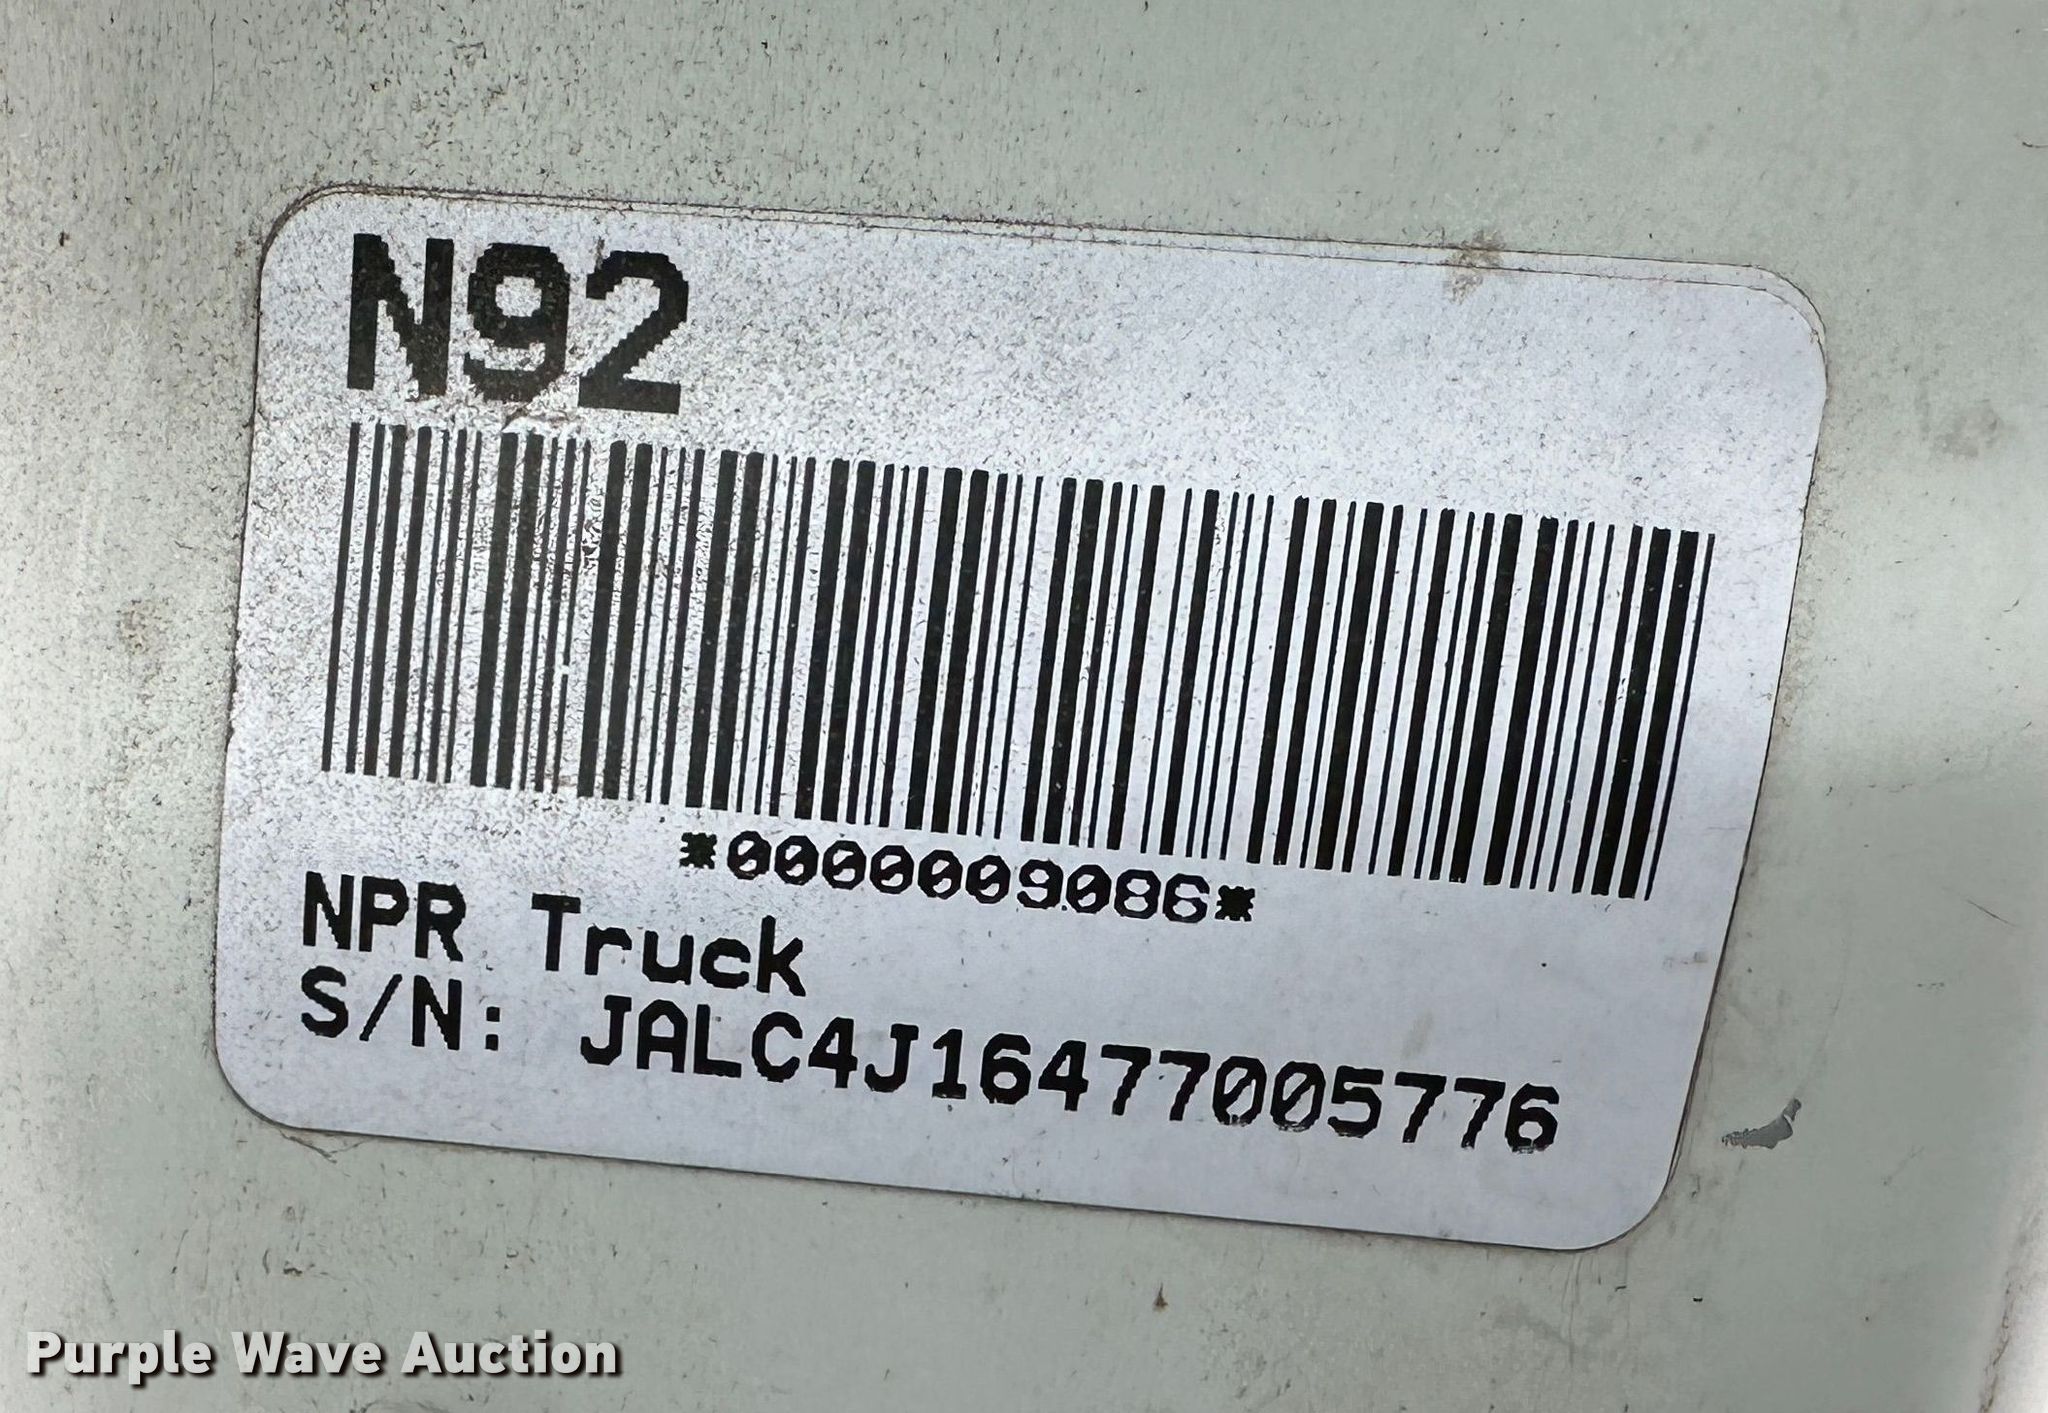 N92
*0000009086*
NPR Truck
S/N: JALC4J16477005776
Purple Wave Auction